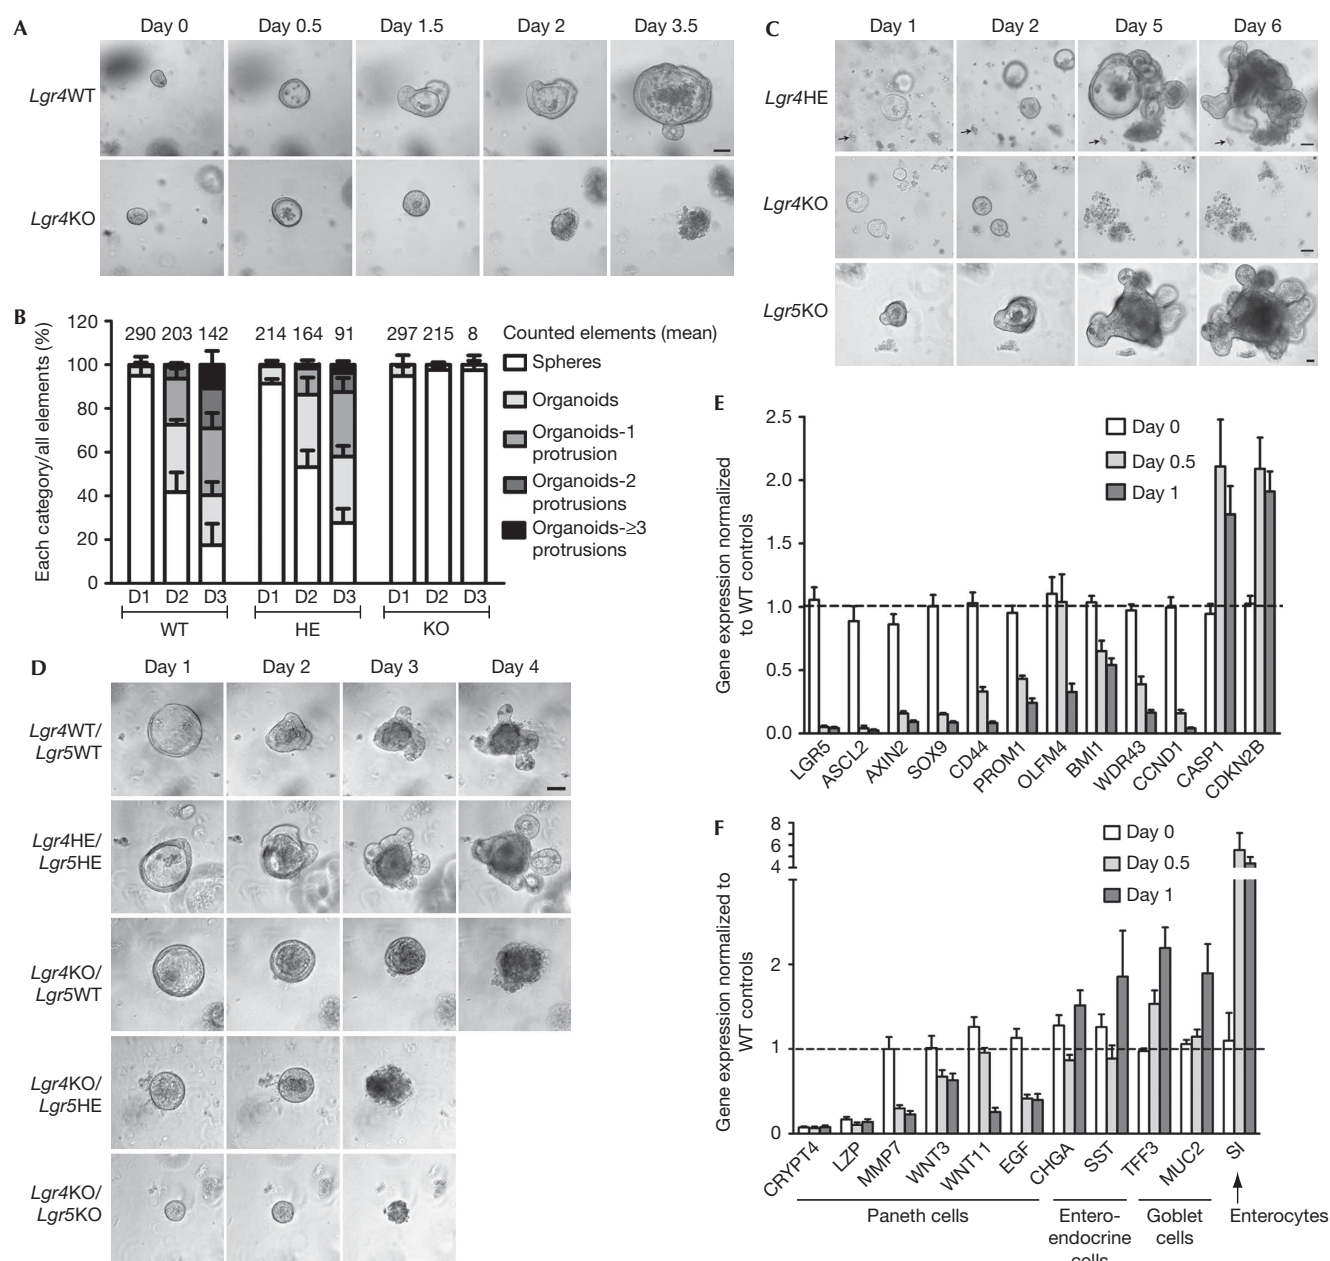 A
Day 0 Day 0.5 Day 1.5 Day 2 Day 3.5
Lgr4WT
Lgr4KO
B
Each category/all elements (%)
120
100
80
60
40
20
0
290 203 142 214 164 91 297 215 8
D1 D2 D3 D1 D2 D3 D1 D2 D3
WT HE KO
Counted elements (mean)
Spheres
Organoids
Organoids-1
protrusion
Organoids-2
protrusions
Organoids-≥3
protrusions
C
Day 1 Day 2 Day 5 Day 6
Lgr4HE
Lgr4KO
Lgr5KO
D
Day 1 Day 2 Day 3 Day 4
Lgr4WT/
Lgr5WT
Lgr4HE/
Lgr5HE
Lgr4KO/
Lgr5WT
Lgr4KO/
Lgr5HE
Lgr4KO/
Lgr5KO
E
Gene expression normalized
to WT controls
2.5
2.0
1.5
1.0
0.5
0.0
Day 0
Day 0.5
Day 1
LGR5 ASCL2 AXIN2 SOX9 CD44 PROM1 OLFM4 BMI1 WDR43 CCND1 CASP1 CDKN2B
F
Gene expression normalized to
WT controls
8
6
4
2
1
0
Day 0
Day 0.5
Day 1
CRYPT4 LZP MMP7 WNT3 WNT11 EGF CHGA SST TFF3 MUC2 SI
Paneth cells
Entero-
endocrine
cells
Goblet
cells
Enterocytes